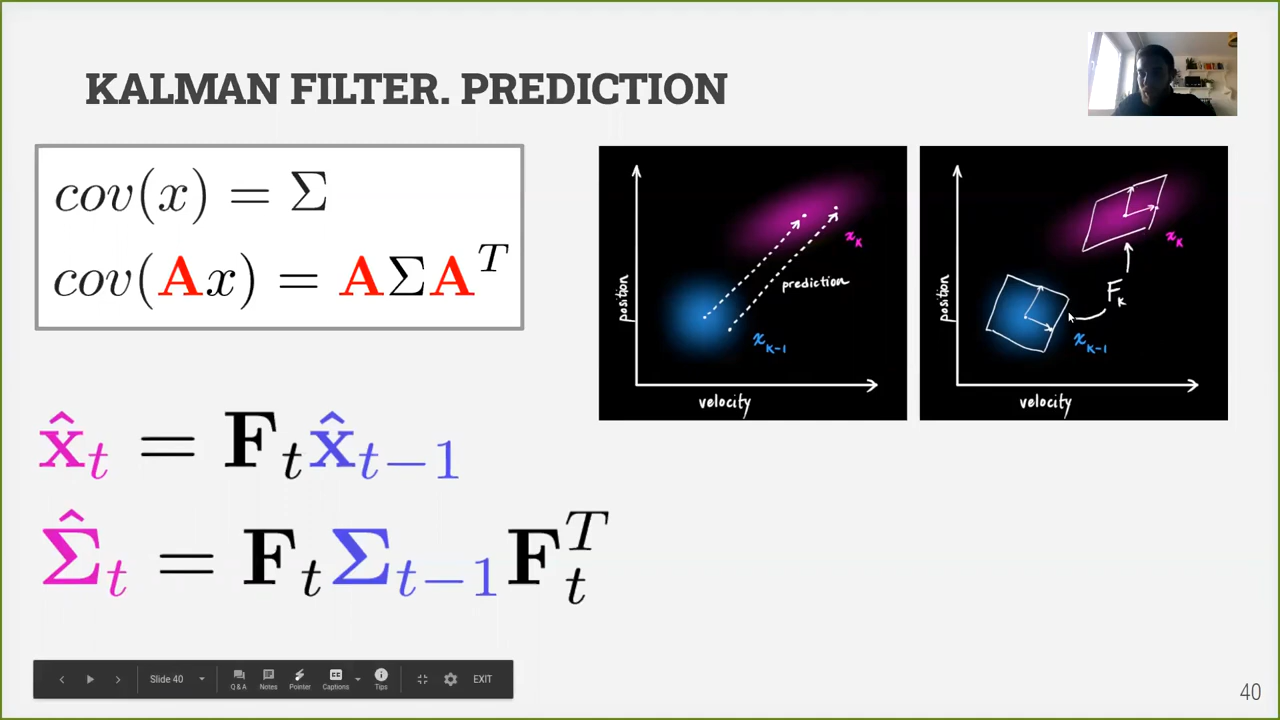 KALMAN FILTER. PREDICTION
cov(x) = Σ
cov(Ax) = AΣA^T
x̂_t = F_t x̂_{t-1}
Σ̂_t = F_t Σ_{t-1} F_t^T
position
prediction
x_K
x_{K-1}
velocity
position
x_K
F_K
x_{K-1}
velocity
Slide 40
Q & A
Notes
Pointer
CC
Captions
Tips
EXIT
40